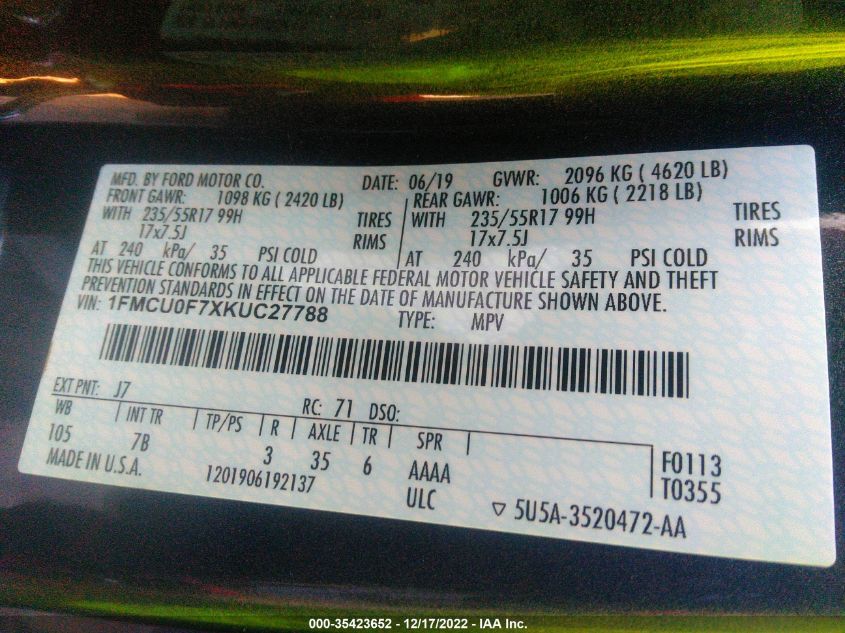 MFD. BY FORD MOTOR CO. DATE: 06/19 GVWR: 2096 KG ( 4620 LB)
FRONT GAWR: 1098 KG ( 2420 LB) REAR GAWR: 1006 KG ( 2218 LB)
WITH 235/55R17 99H TIRES WITH 235/55R17 99H TIRES
17x7.5J RIMS 17x7.5J RIMS
AT 240 kPa/ 35 PSI COLD AT 240 kPa/ 35 PSI COLD
THIS VEHICLE CONFORMS TO ALL APPLICABLE FEDERAL MOTOR VEHICLE SAFETY AND THEFT
PREVENTION STANDARDS IN EFFECT ON THE DATE OF MANUFACTURE SHOWN ABOVE.
VIN: 1FMCU0F7XKUC27788 TYPE: MPV
EXT PNT: J7 RC: 71 DSO:
WB INT TR TP/PS R AXLE TR SPR
105 7B 3 35 6 AAAA F0113
MADE IN U.S.A. 1201906192137 ULC T0355
▽ 5U5A-3520472-AA
000-35423652 - 12/17/2022 - IAA Inc.